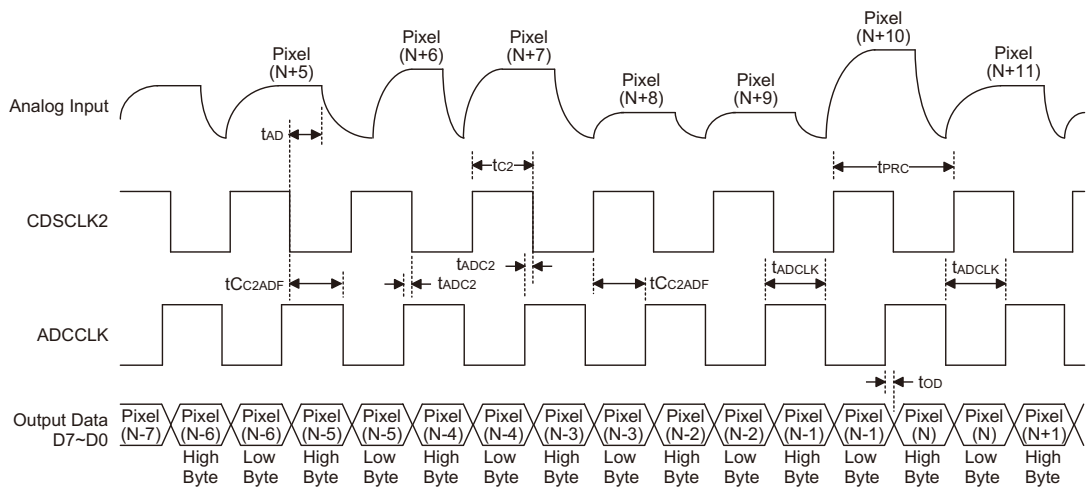 Pixel
(N+5)
Pixel
(N+6)
Pixel
(N+7)
Pixel
(N+8)
Pixel
(N+9)
Pixel
(N+10)
Pixel
(N+11)
Analog Input
tAD
tC2
tPRC
CDSCLK2
tCC2ADF
tADC2
tADC2
tCC2ADF
tADCLK
tADCLK
ADCCLK
tOD
Output Data
D7~D0
Pixel
(N-7)
Pixel
(N-6)
High
Byte
Pixel
(N-6)
Low
Byte
Pixel
(N-5)
High
Byte
Pixel
(N-5)
Low
Byte
Pixel
(N-4)
High
Byte
Pixel
(N-4)
Low
Byte
Pixel
(N-3)
High
Byte
Pixel
(N-3)
Low
Byte
Pixel
(N-2)
High
Byte
Pixel
(N-2)
Low
Byte
Pixel
(N-1)
High
Byte
Pixel
(N-1)
Low
Byte
Pixel
(N)
High
Byte
Pixel
(N)
Low
Byte
Pixel
(N+1)
High
Byte